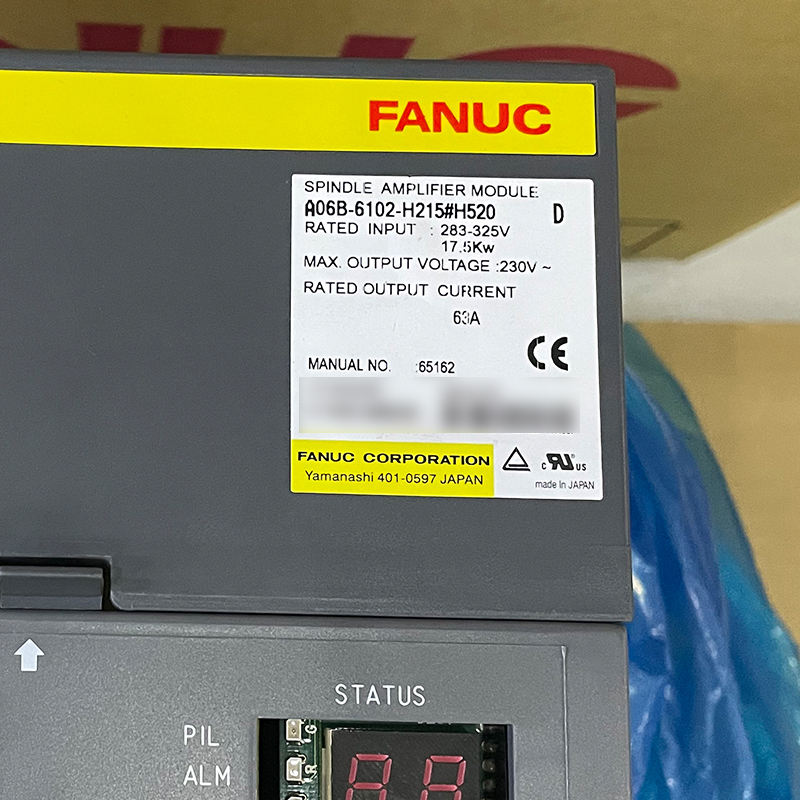 FANUC
SPINDLE AMPLIFIER MODULE
A06B-6102-H215#H520 D
RATED INPUT : 283-325V
17.5Kw
MAX. OUTPUT VOLTAGE :230V ~
RATED OUTPUT CURRENT
63A
CE
MANUAL NO. :65162
FANUC CORPORATION
Yamanashi 401-0597 JAPAN
c UR US
made In JAPAN
STATUS
PIL
ALM
88